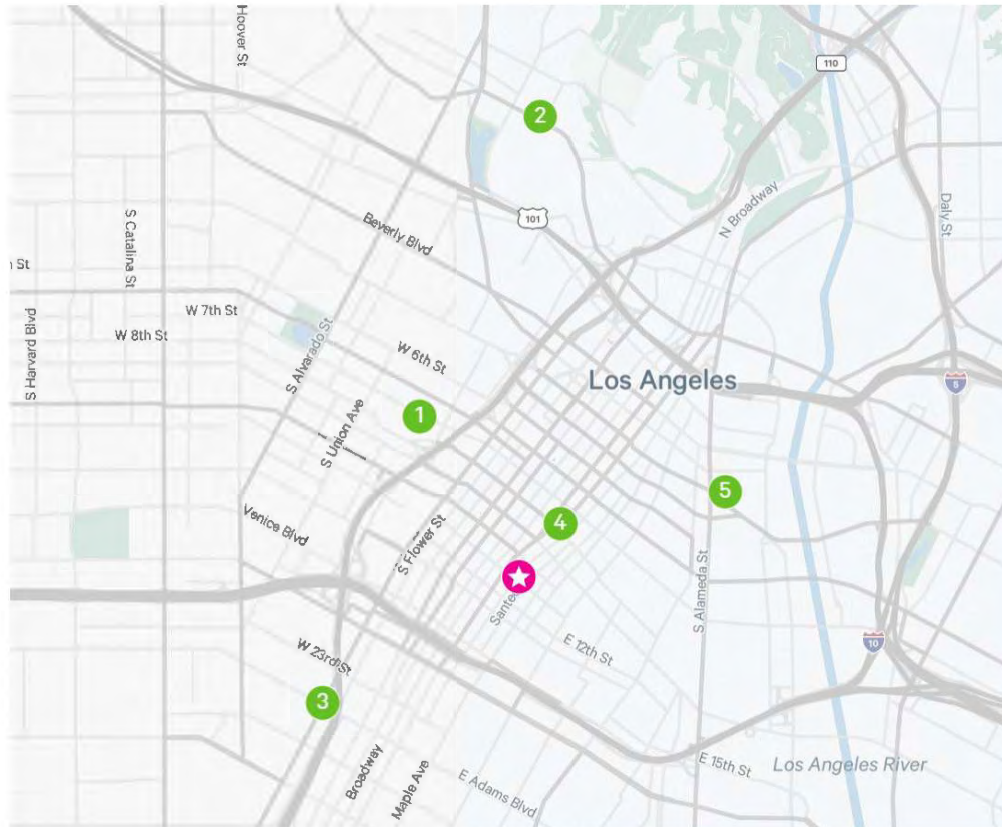 Hoover St
110
2
S Catalina St
N Broadway
Daly St
101
Beverly Blvd
n St
W 7th St
W 8th St
S Harvard Blvd
S Alvarado St
W 6th St
Los Angeles
5
1
S Union Ave
5
Venice Blvd
S Flower St
4
Sante
S Alameda St
E 12th St
10
W 23rd St
3
Broadway
Maple Ave
E Adams Blvd
E 15th St
Los Angeles River